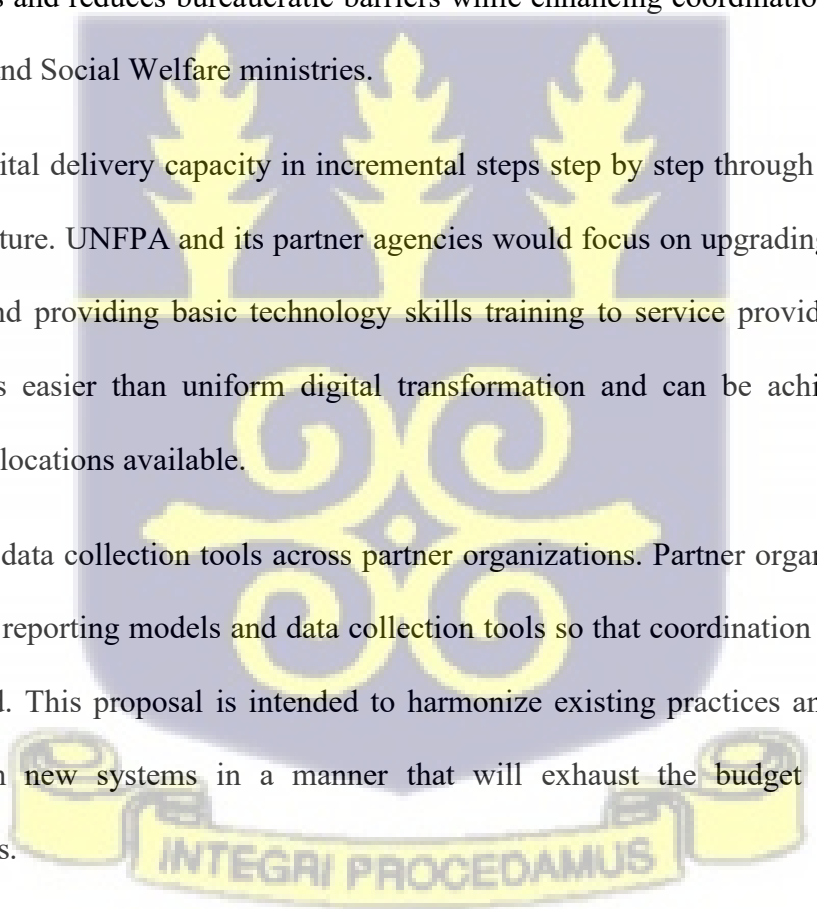 s and reduces bureaucratic barriers while enhancing coordination
nd Social Welfare ministries.
ital delivery capacity in incremental steps step by step through
ture. UNFPA and its partner agencies would focus on upgrading
nd providing basic technology skills training to service provid
s easier than uniform digital transformation and can be achi
locations available.
data collection tools across partner organizations. Partner organ
reporting models and data collection tools so that coordination
d. This proposal is intended to harmonize existing practices an
n new systems in a manner that will exhaust the budget
s.
INTEGRI PROCEDAMUS